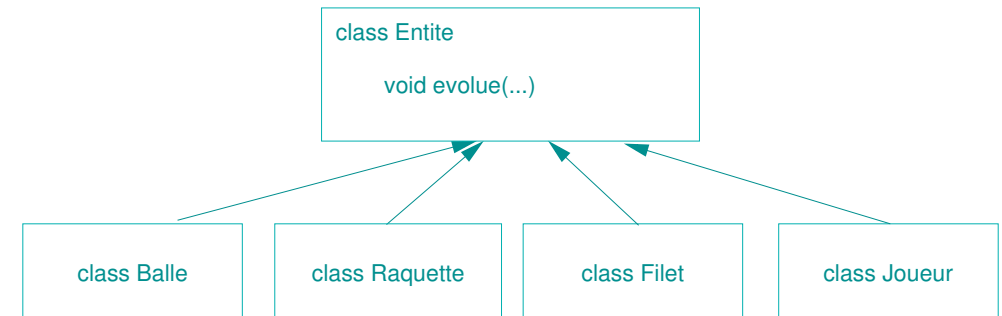 class Entite
void evolue(...)
class Balle
class Raquette
class Filet
class Joueur